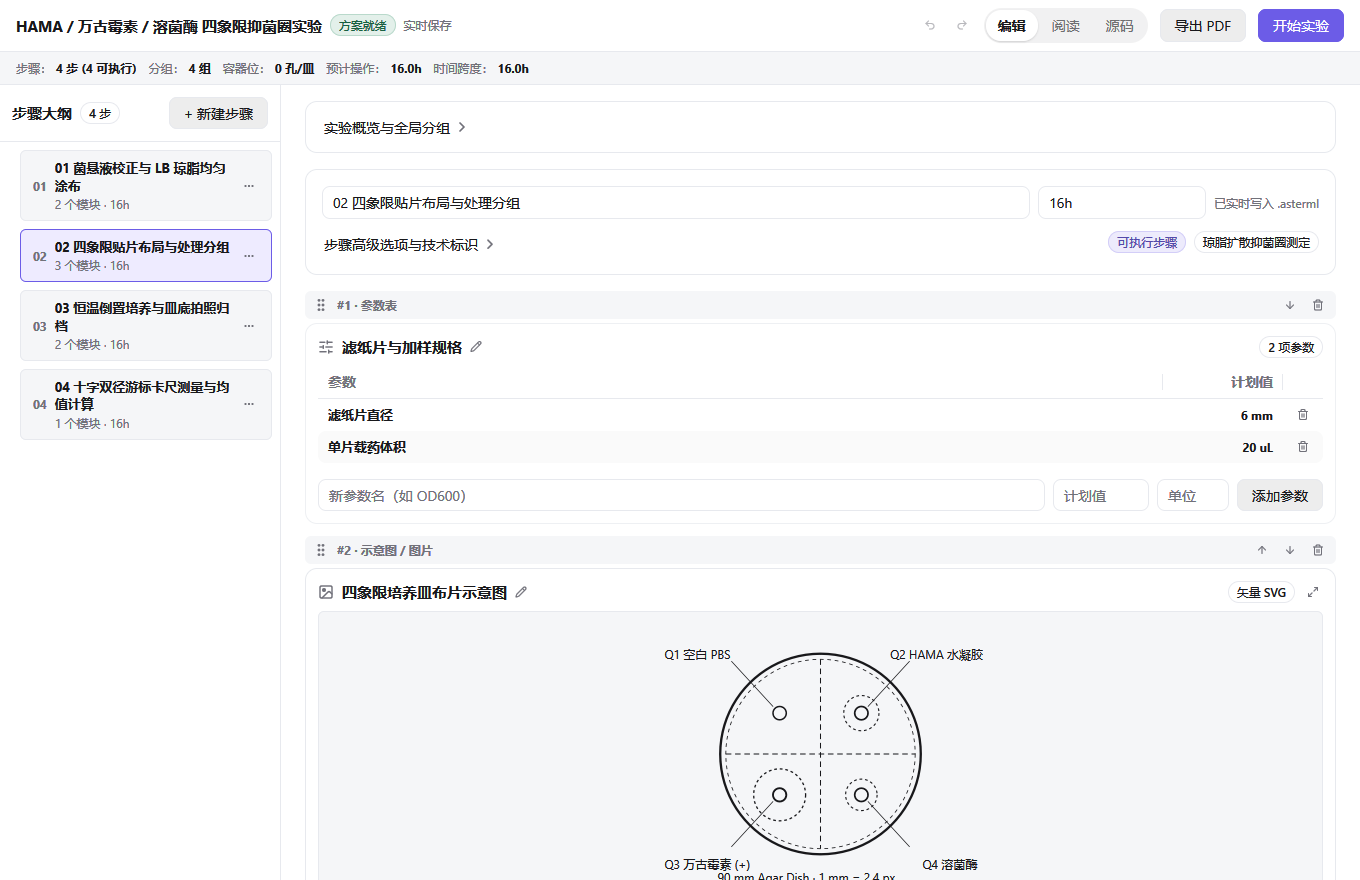 HAMA / 万古霉素 / 溶菌酶 四象限抑菌圈实验 方案就绪 实时保存 编辑 阅读 源码 导出 PDF 开始实验
步骤： 4 步 (4 可执行) 分组： 4 组 容器位： 0 孔/皿 预计操作： 16.0h 时间跨度： 16.0h
步骤大纲 4 步 + 新建步骤
01 01 菌悬液校正与 LB 琼脂均匀
涂布
2 个模块 · 16h
02 02 四象限贴片布局与处理分组
3 个模块 · 16h
03 03 恒温倒置培养与皿底拍照归
档
2 个模块 · 16h
04 04 十字双径游标卡尺测量与均
值计算
1 个模块 · 16h
实验概览与全局分组
02 四象限贴片布局与处理分组 16h 已实时写入 .asterml
步骤高级选项与技术标识 可执行步骤 琼脂扩散抑菌圈测定
#1 · 参数表
滤纸片与加样规格 2 项参数
参数 计划值
滤纸片直径 6 mm
单片载药体积 20 uL
新参数名（如 OD600） 计划值 单位 添加参数
#2 · 示意图 / 图片
四象限培养皿布片示意图 矢量 SVG
Q1 空白 PBS Q2 HAMA 水凝胶
Q3 万古霉素 (+) Q4 溶菌酶
90 mm Agar Dish · 1 mm = 2.4 px